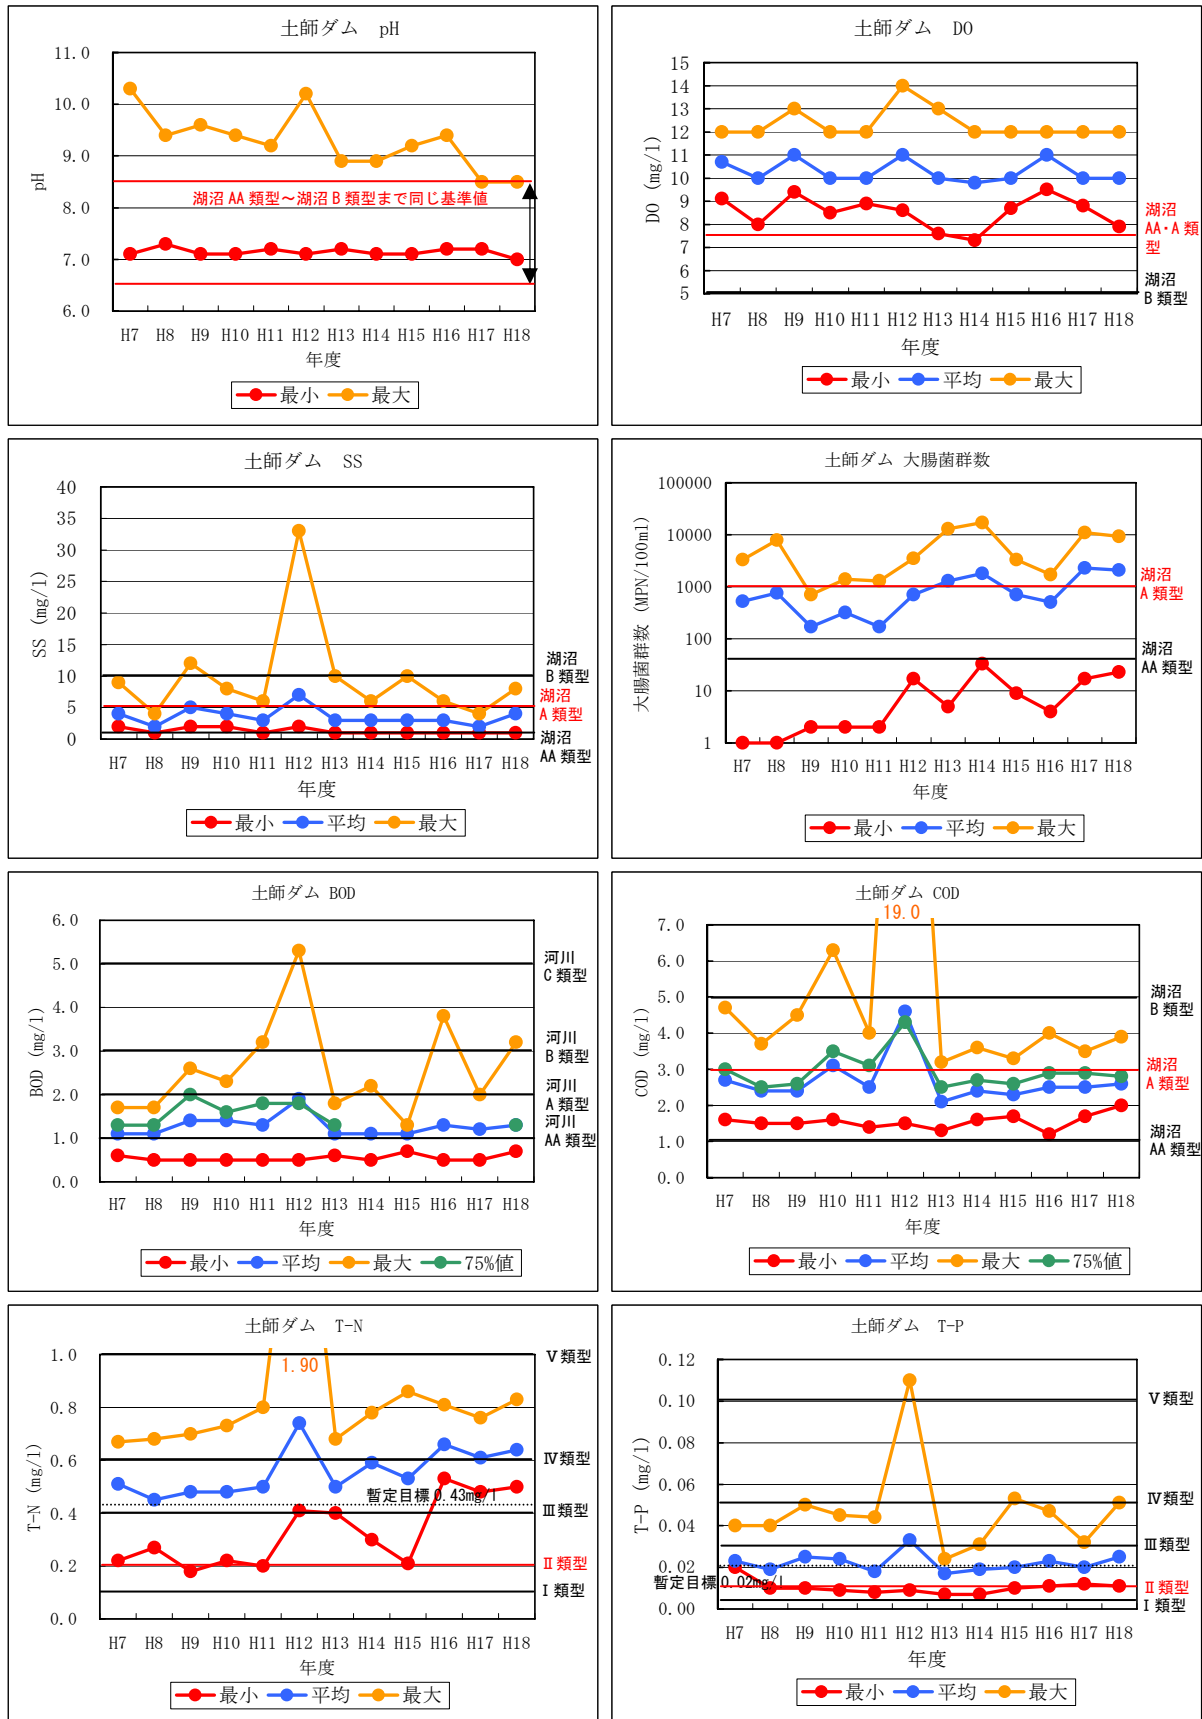 土師ダム pH
11.0
10.0
9.0
8.0
7.0
6.0
pH
湖沼 AA 類型～湖沼 B 類型まで同じ基準値
H7 H8 H9 H10 H11 H12 H13 H14 H15 H16 H17 H18
年度
最小 平均 最大
土師ダム DO
15
14
13
12
11
10
9
8
7
6
5
DO (mg/l)
湖沼
AA・A 類
型
湖沼
B 類型
H7 H8 H9 H10 H11 H12 H13 H14 H15 H16 H17 H18
年度
最小 平均 最大
土師ダム SS
40
35
30
25
20
15
10
5
0
SS (mg/l)
湖沼
B 類型
湖沼
A 類型
湖沼
AA 類型
H7 H8 H9 H10 H11 H12 H13 H14 H15 H16 H17 H18
年度
最小 平均 最大
土師ダム 大腸菌群数
100000
10000
1000
100
10
1
大腸菌群数 (MPN/100ml)
湖沼
A 類型
湖沼
AA 類型
H7 H8 H9 H10 H11 H12 H13 H14 H15 H16 H17 H18
年度
最小 平均 最大
土師ダム BOD
6.0
5.0
4.0
3.0
2.0
1.0
0.0
BOD (mg/l)
河川
C 類型
河川
B 類型
河川
A 類型
河川
AA 類型
H7 H8 H9 H10 H11 H12 H13 H14 H15 H16 H17 H18
年度
最小 平均 最大 75%値
土師ダム COD
19.0
7.0
6.0
5.0
4.0
3.0
2.0
1.0
0.0
COD (mg/l)
湖沼
B 類型
湖沼
A 類型
湖沼
AA 類型
H7 H8 H9 H10 H11 H12 H13 H14 H15 H16 H17 H18
年度
最小 平均 最大 75%値
土師ダム T-N
1.0
0.8
0.6
0.4
0.2
0.0
T-N (mg/l)
1.90
暫定目標 0.43mg/l
Ⅴ類型
Ⅳ類型
Ⅲ類型
Ⅱ類型
Ⅰ類型
H7 H8 H9 H10 H11 H12 H13 H14 H15 H16 H17 H18
年度
最小 平均 最大
土師ダム T-P
0.12
0.10
0.08
0.06
0.04
0.02
0.00
T-P (mg/l)
暫定目標 0.02mg/l
Ⅴ類型
Ⅳ類型
Ⅲ類型
Ⅱ類型
Ⅰ類型
H7 H8 H9 H10 H11 H12 H13 H14 H15 H16 H17 H18
年度
最小 平均 最大